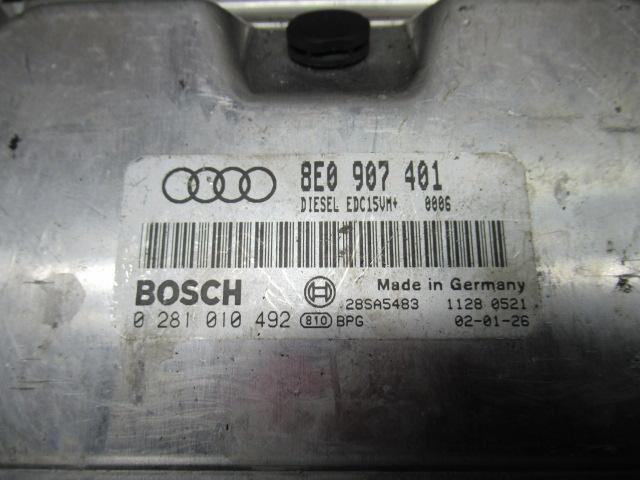 8E0 907 401
DIESEL EDC15VM+ 0006
BOSCH Made in Germany
28SA5483 1128 0521
0 281 010 492 810 BPG 02-01-26